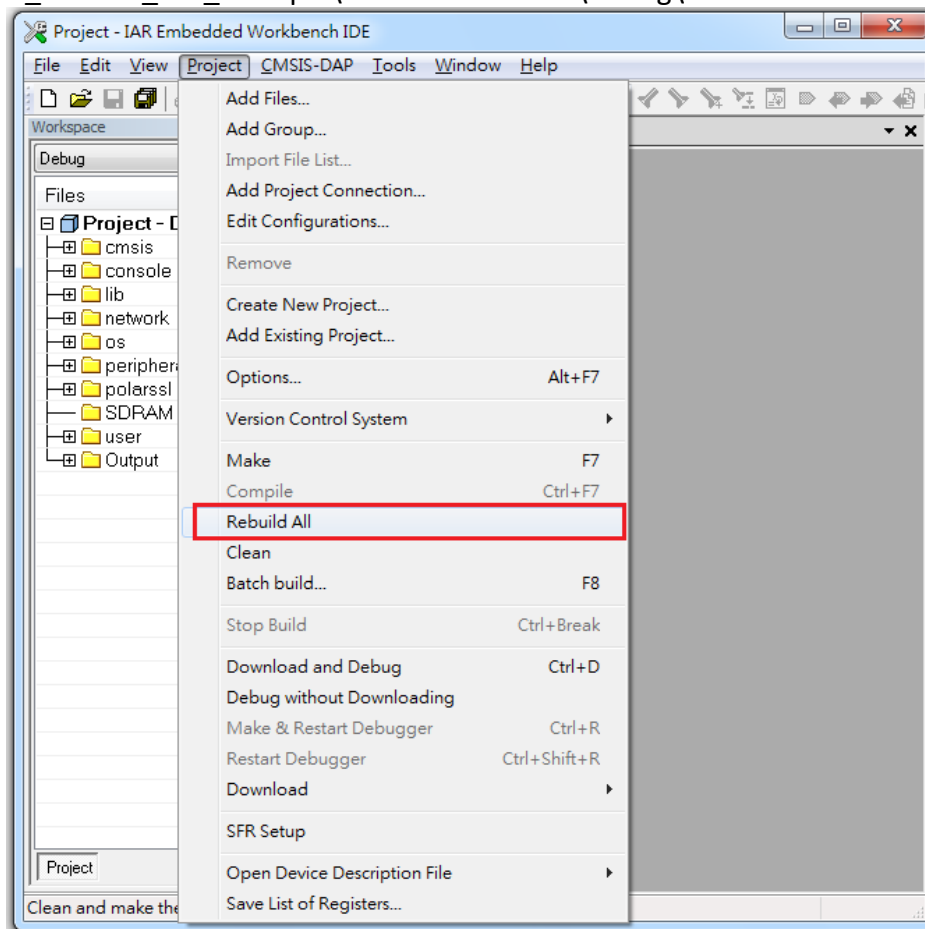 Project - IAR Embedded Workbench IDE
File Edit View Project CMSIS-DAP Tools Window Help
Workspace
Debug
Files
Project -
cmsis
console
lib
network
os
polarssl
SDRAM
user
Output
Project
Clean and make the
Add Files...
Add Group...
Import File List...
Add Project Connection...
Edit Configurations...
Remove
Create New Project...
Add Existing Project...
Options... Alt+F7
Version Control System
Make F7
Compile Ctrl+F7
Rebuild All
Clean
Batch build... F8
Stop Build Ctrl+Break
Download and Debug Ctrl+D
Debug without Downloading
Make & Restart Debugger Ctrl+R
Restart Debugger Ctrl+Shift+R
Download
SFR Setup
Open Device Description File
Save List of Registers...